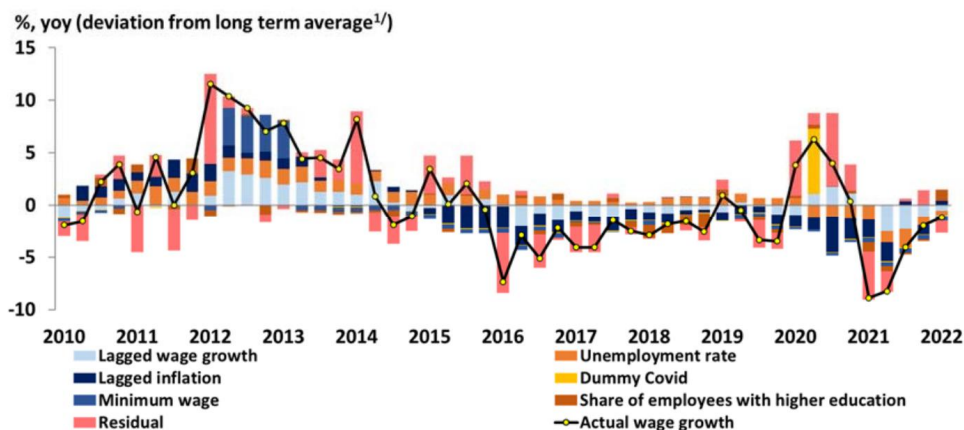 %, yoy (deviation from long term average1/)
15
10
5
0
-5
-10
2010 2011 2012 2013 2014 2015 2016 2017 2018 2019 2020 2021 2022
Lagged wage growth Unemployment rate
Lagged inflation Dummy Covid
Minimum wage Share of employees with higher education
Residual Actual wage growth